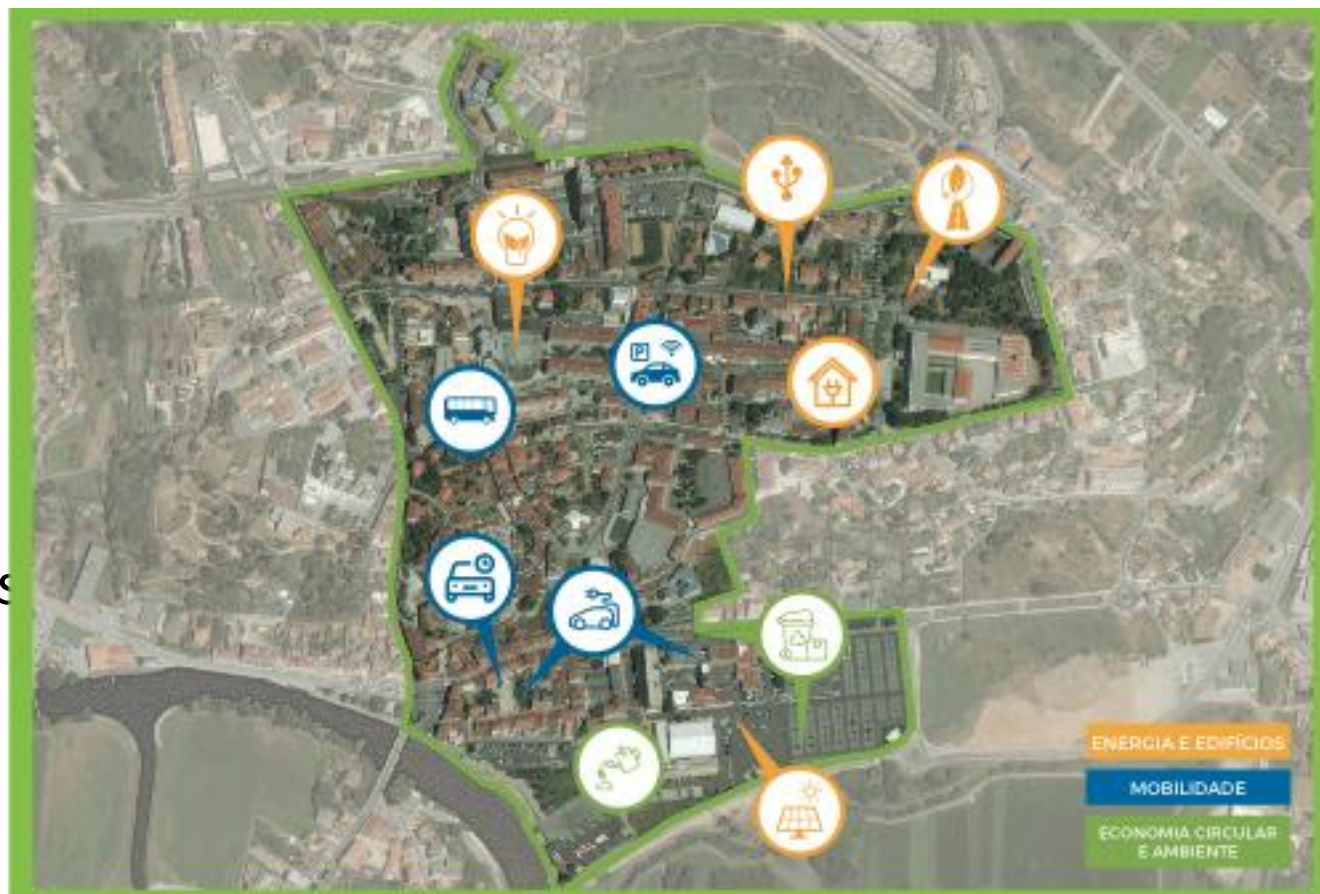 P
S
ENERGIA E EDIFÍCIOS
MOBILIDADE
ECONOMIA CIRCULAR
E AMBIENTE